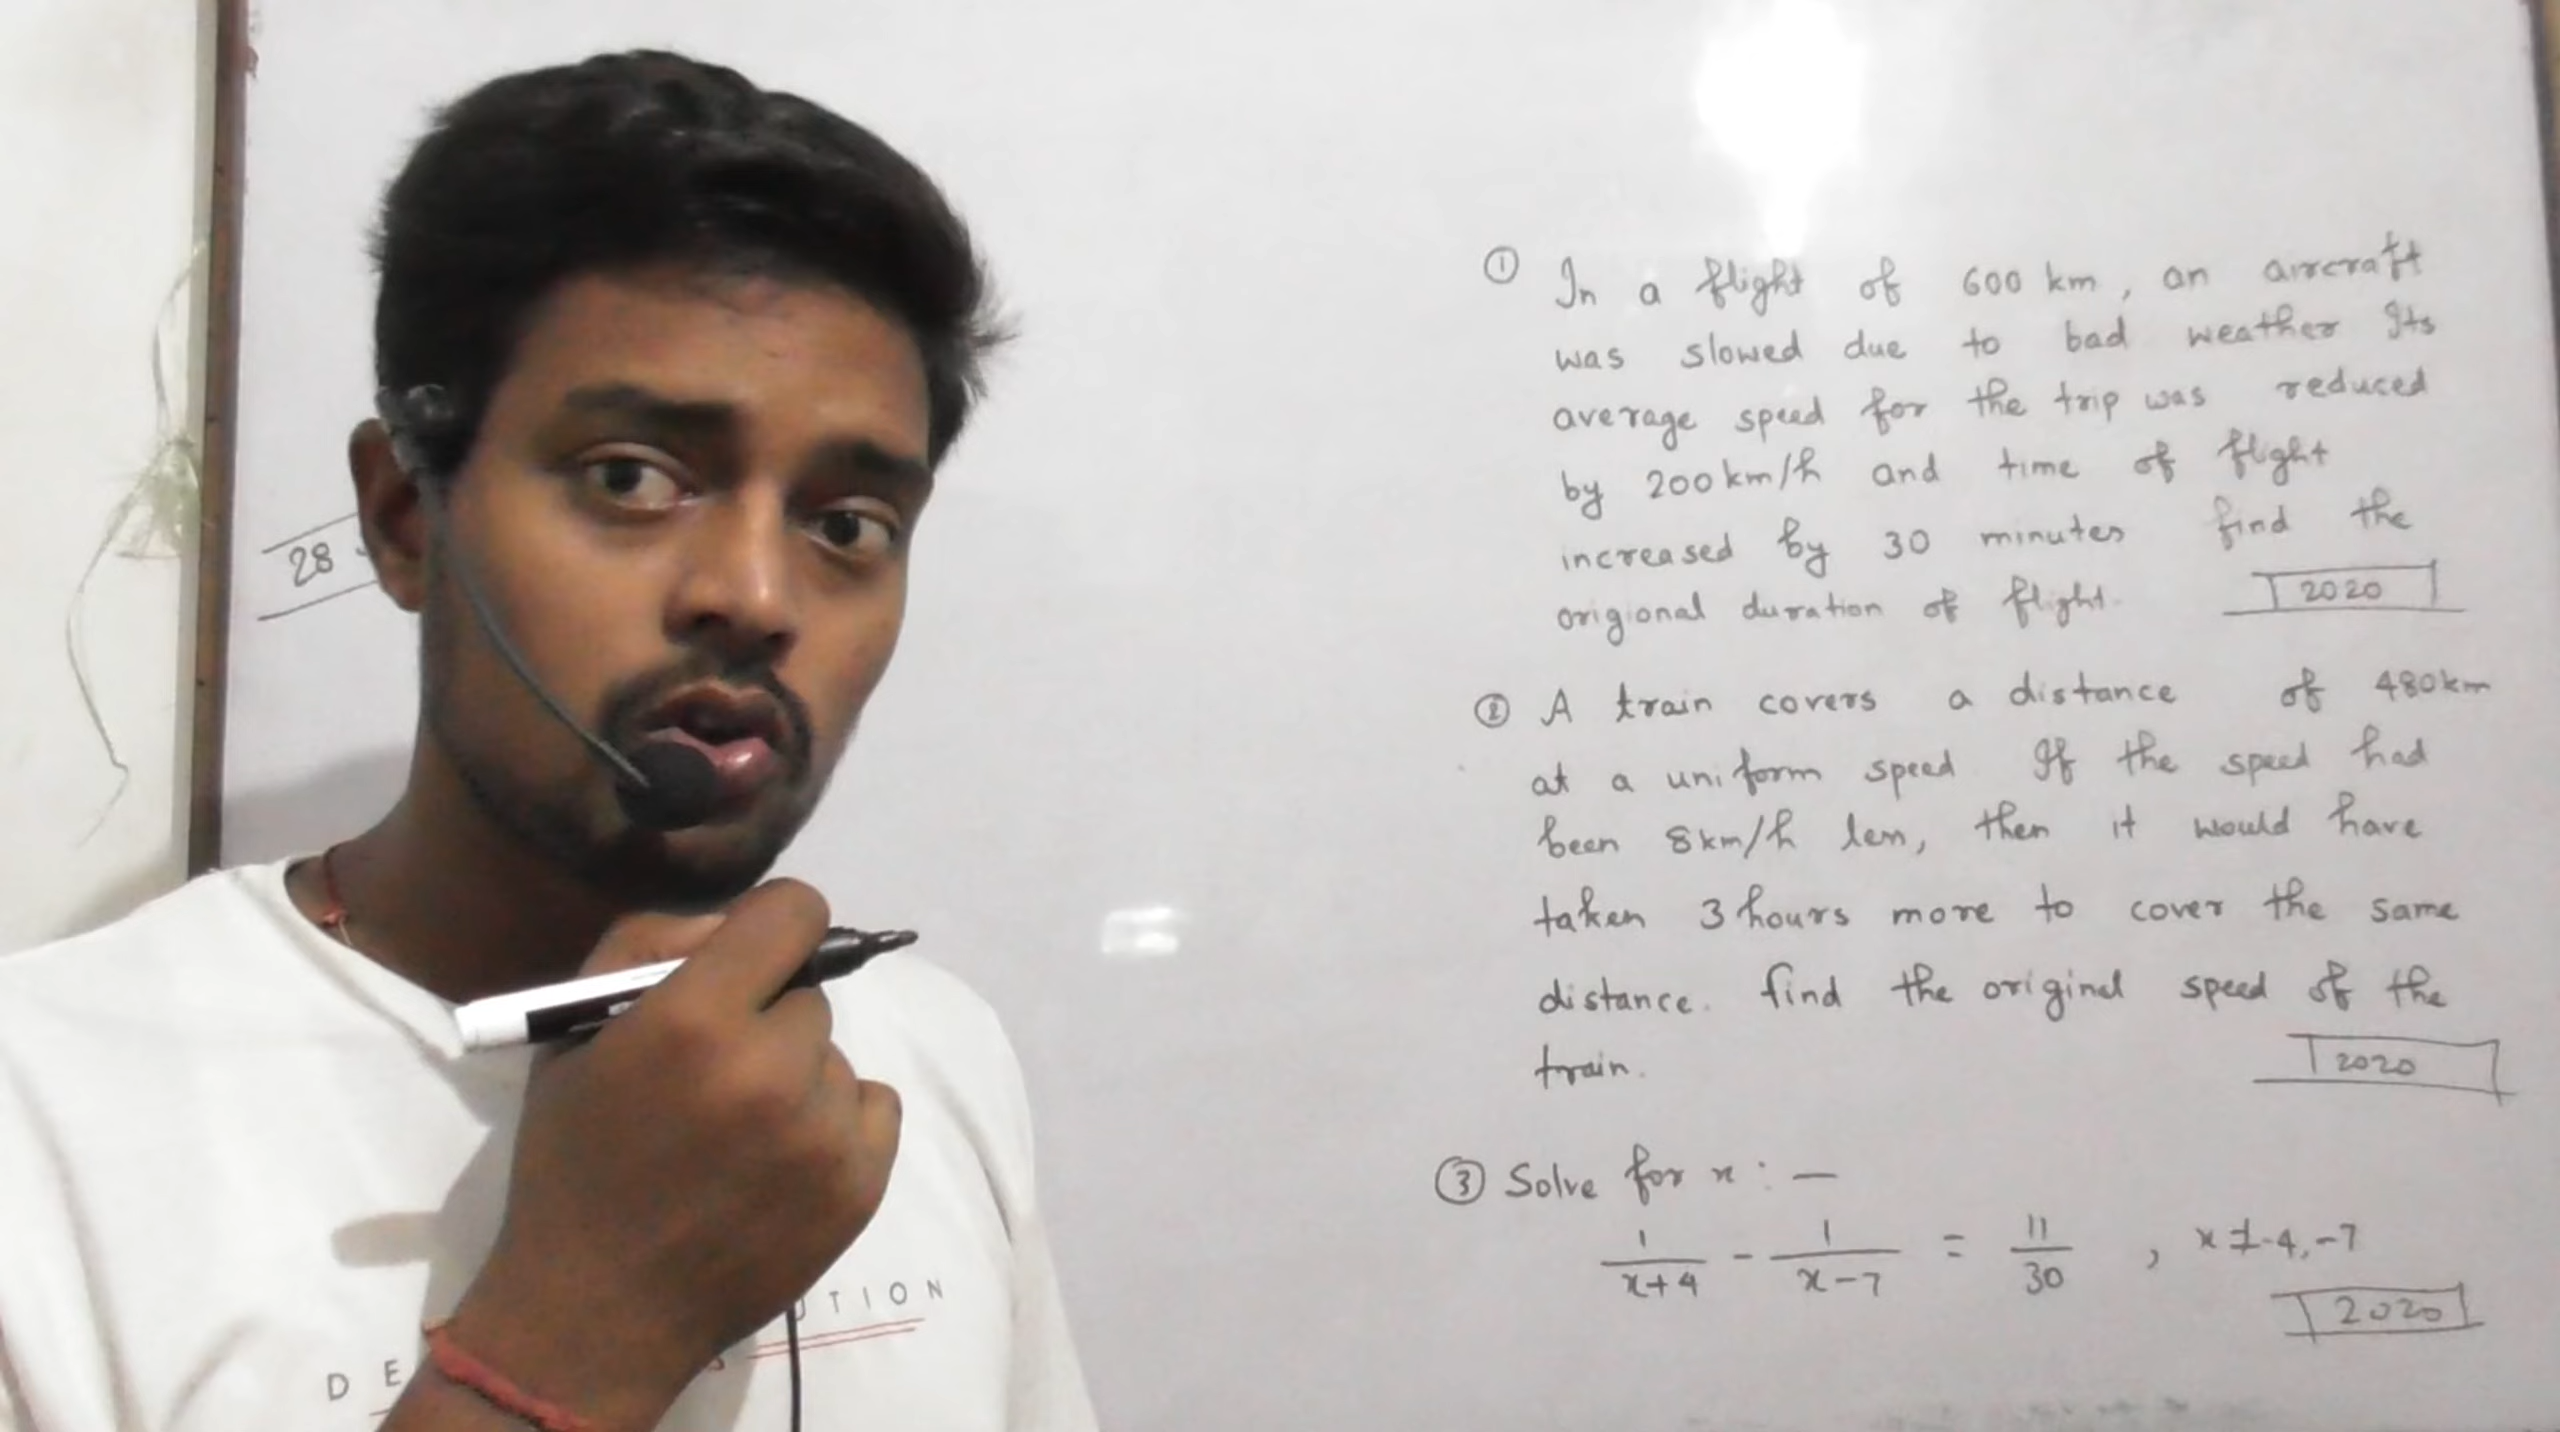 28
① In a flight of 600 km, an aircraft
was slowed due to bad weather Its
average speed for the trip was reduced
by 200 km/h and time of flight
increased by 30 minutes find the
origional duration of flight.
2020
② A train covers a distance of 480km
at a uniform speed If the speed had
been 8km/h less, then it would have
taken 3 hours more to cover the same
distance. find the original speed of the
train.
2020
③ Solve for x : —
1/(x+4) - 1/(x-7) = 11/30 , x ≠ -4, -7
2020